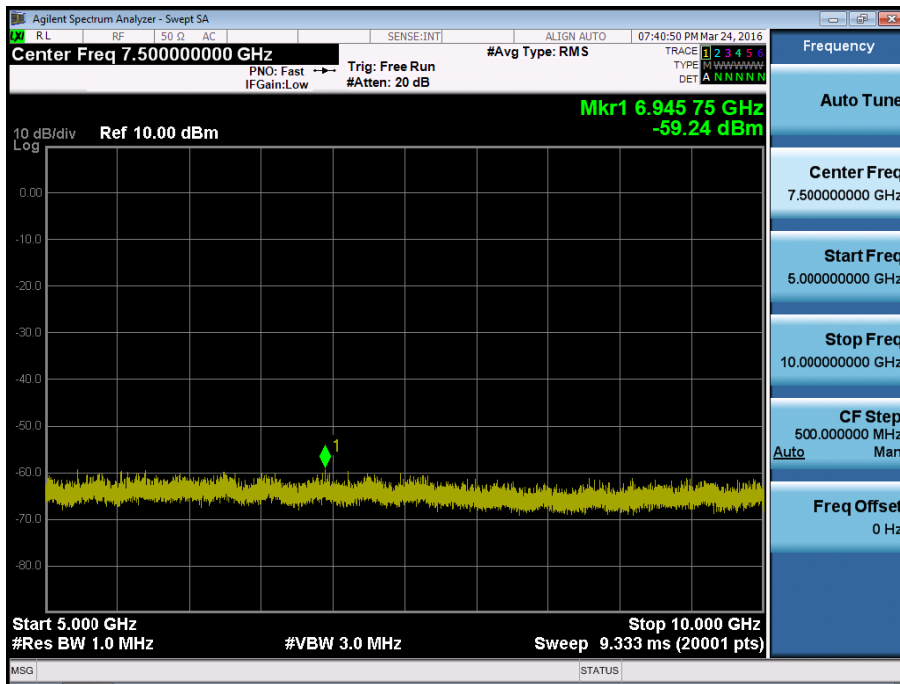 Agilent Spectrum Analyzer - Swept SA
LXI RL RF 50 Ω AC SENSE:INT ALIGN AUTO 07:40:50 PM Mar 24, 2016
Center Freq 7.500000000 GHz #Avg Type: RMS TRACE 1 2 3 4 5 6
PNO: Fast Trig: Free Run TYPE M WWWWW
IFGain:Low #Atten: 20 dB DET A N N N N N
Mkr1 6.945 75 GHz
10 dB/div Ref 10.00 dBm -59.24 dBm
Log
0.00
-10.0
-20.0
-30.0
-40.0
-50.0
1
-60.0
-70.0
-80.0
Start 5.000 GHz Stop 10.000 GHz
#Res BW 1.0 MHz #VBW 3.0 MHz Sweep 9.333 ms (20001 pts)
MSG STATUS
Frequency
Auto Tune
Center Freq
7.500000000 GHz
Start Freq
5.000000000 GHz
Stop Freq
10.000000000 GHz
CF Step
500.000000 MHz
Auto Man
Freq Offset
0 Hz